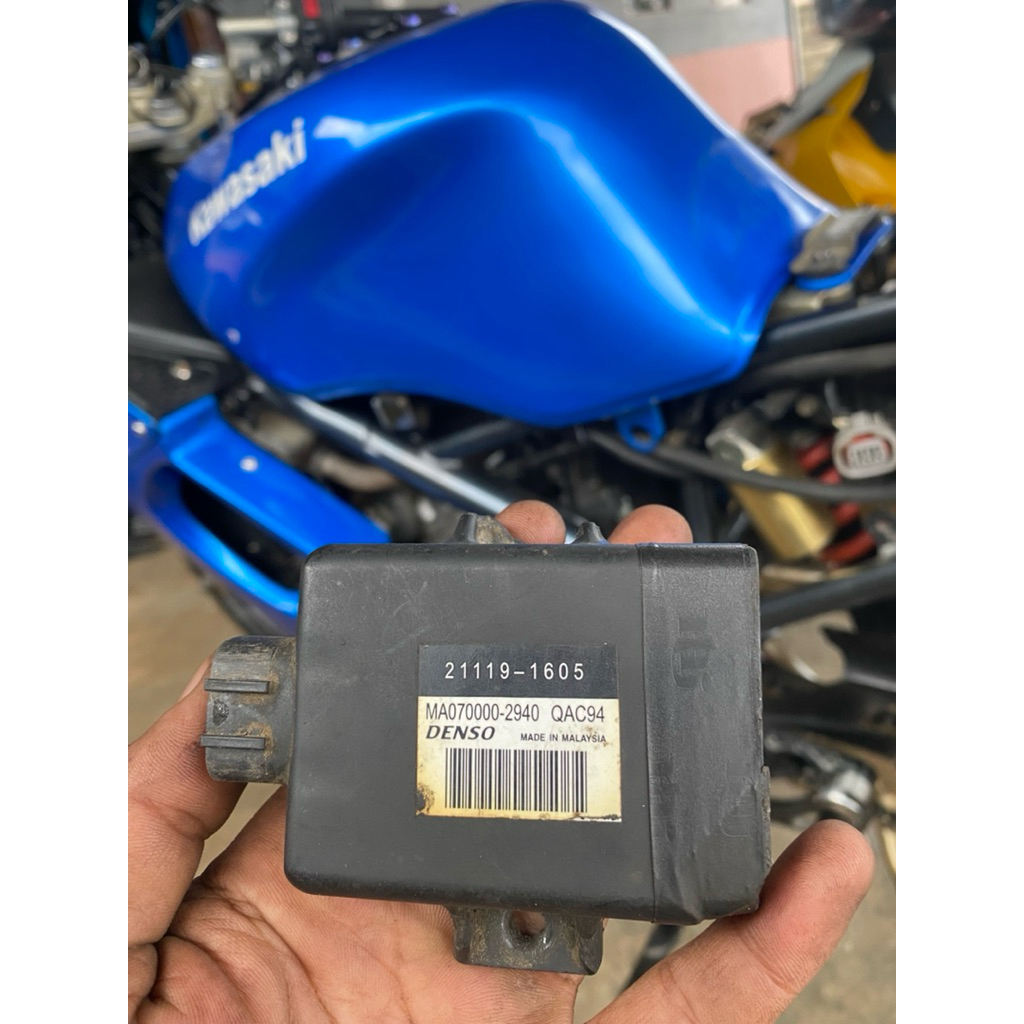 Kawasaki
21119-1605
MA070000-2940 QAC94
DENSO MADE IN MALAYSIA